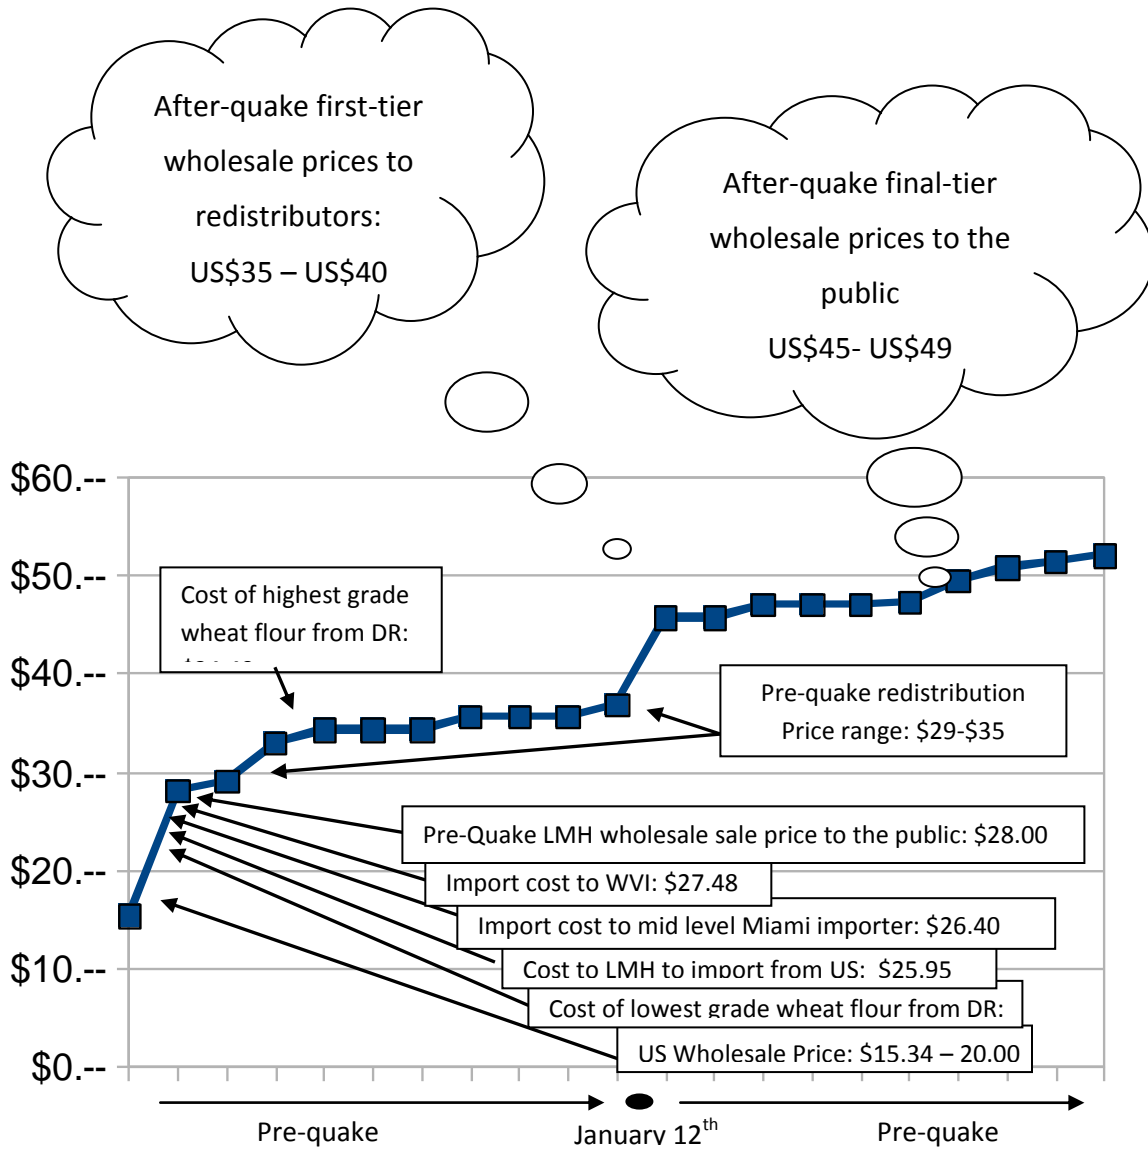 After-quake first-tier
wholesale prices to
redistributors:
US$35 – US$40
After-quake final-tier
wholesale prices to the
public
US$45- US$49
$60.--
$50.--
$40.--
$30.--
$20.--
$10.--
$0.--
Cost of highest grade
wheat flour from DR:
Pre-quake redistribution
Price range: $29-$35
Pre-Quake LMH wholesale sale price to the public: $28.00
Import cost to WVI: $27.48
Import cost to mid level Miami importer: $26.40
Cost to LMH to import from US:  $25.95
Cost of lowest grade wheat flour from DR:
US Wholesale Price: $15.34 – 20.00
Pre-quake
January 12th
Pre-quake